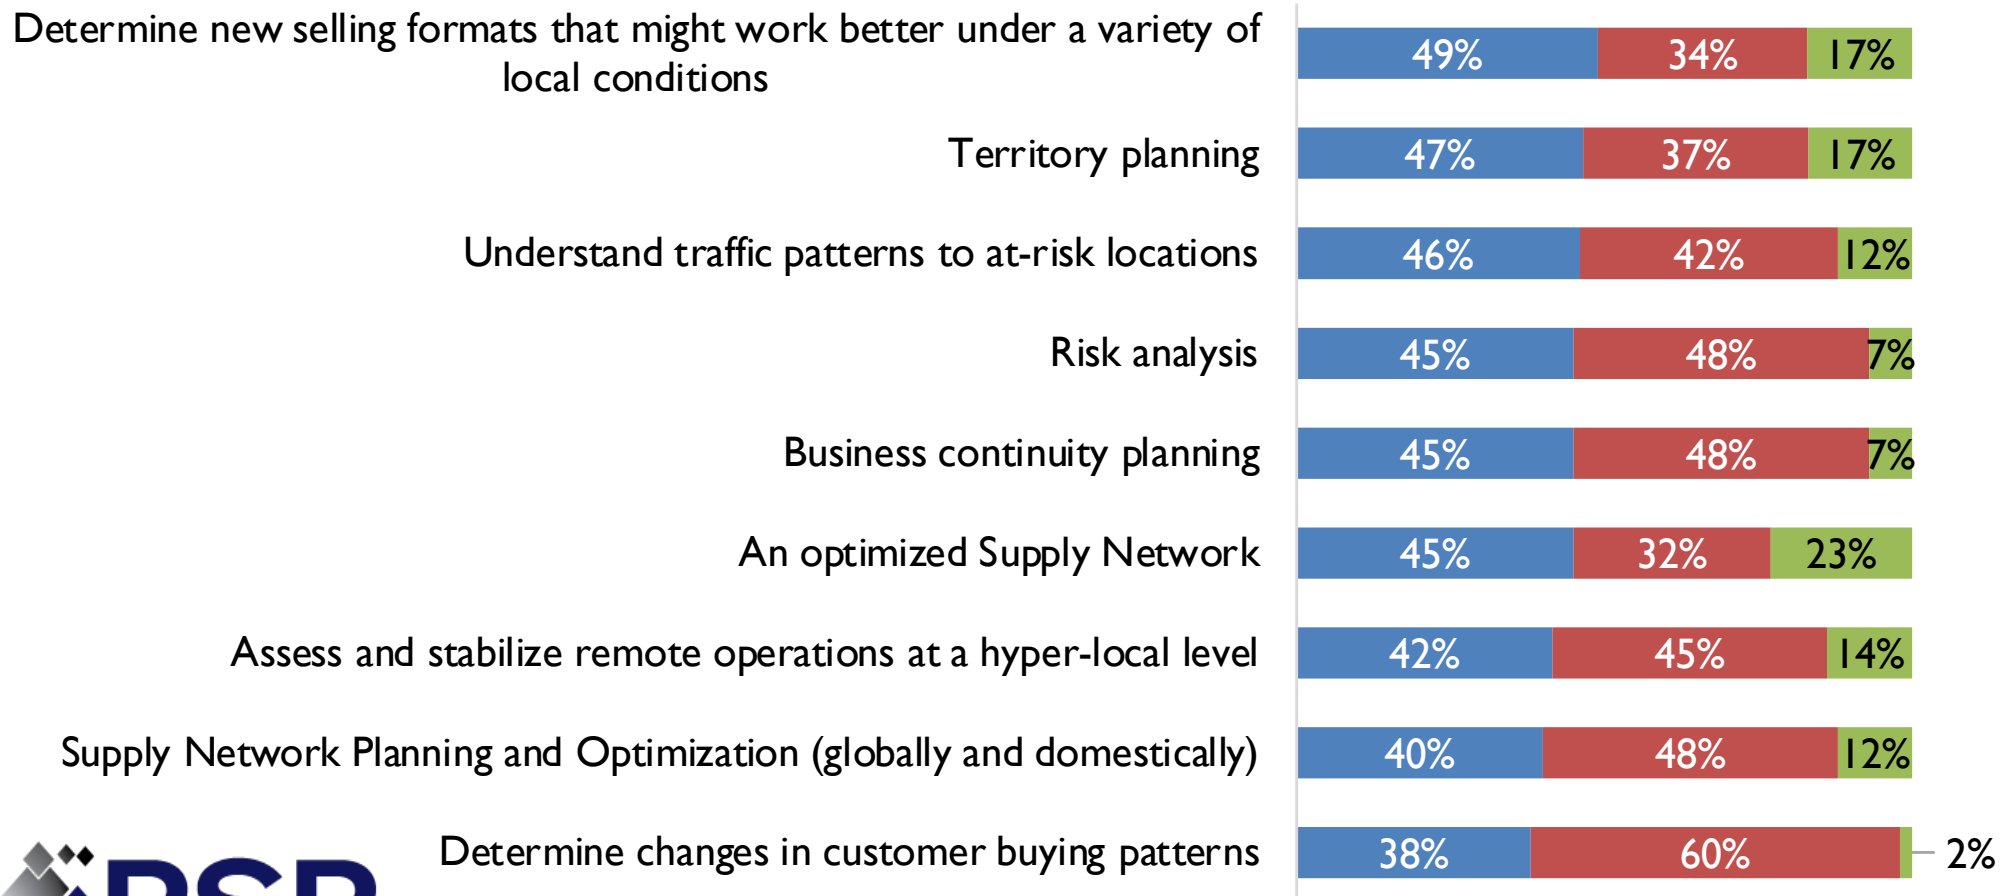 Determine new selling formats that might work better under a variety of
local conditions
49% 34% 17%
Territory planning 47% 37% 17%
Understand traffic patterns to at-risk locations 46% 42% 12%
Risk analysis 45% 48% 7%
Business continuity planning 45% 48% 7%
An optimized Supply Network 45% 32% 23%
Assess and stabilize remote operations at a hyper-local level 42% 45% 14%
Supply Network Planning and Optimization (globally and domestically) 40% 48% 12%
Determine changes in customer buying patterns 38% 60% 2%